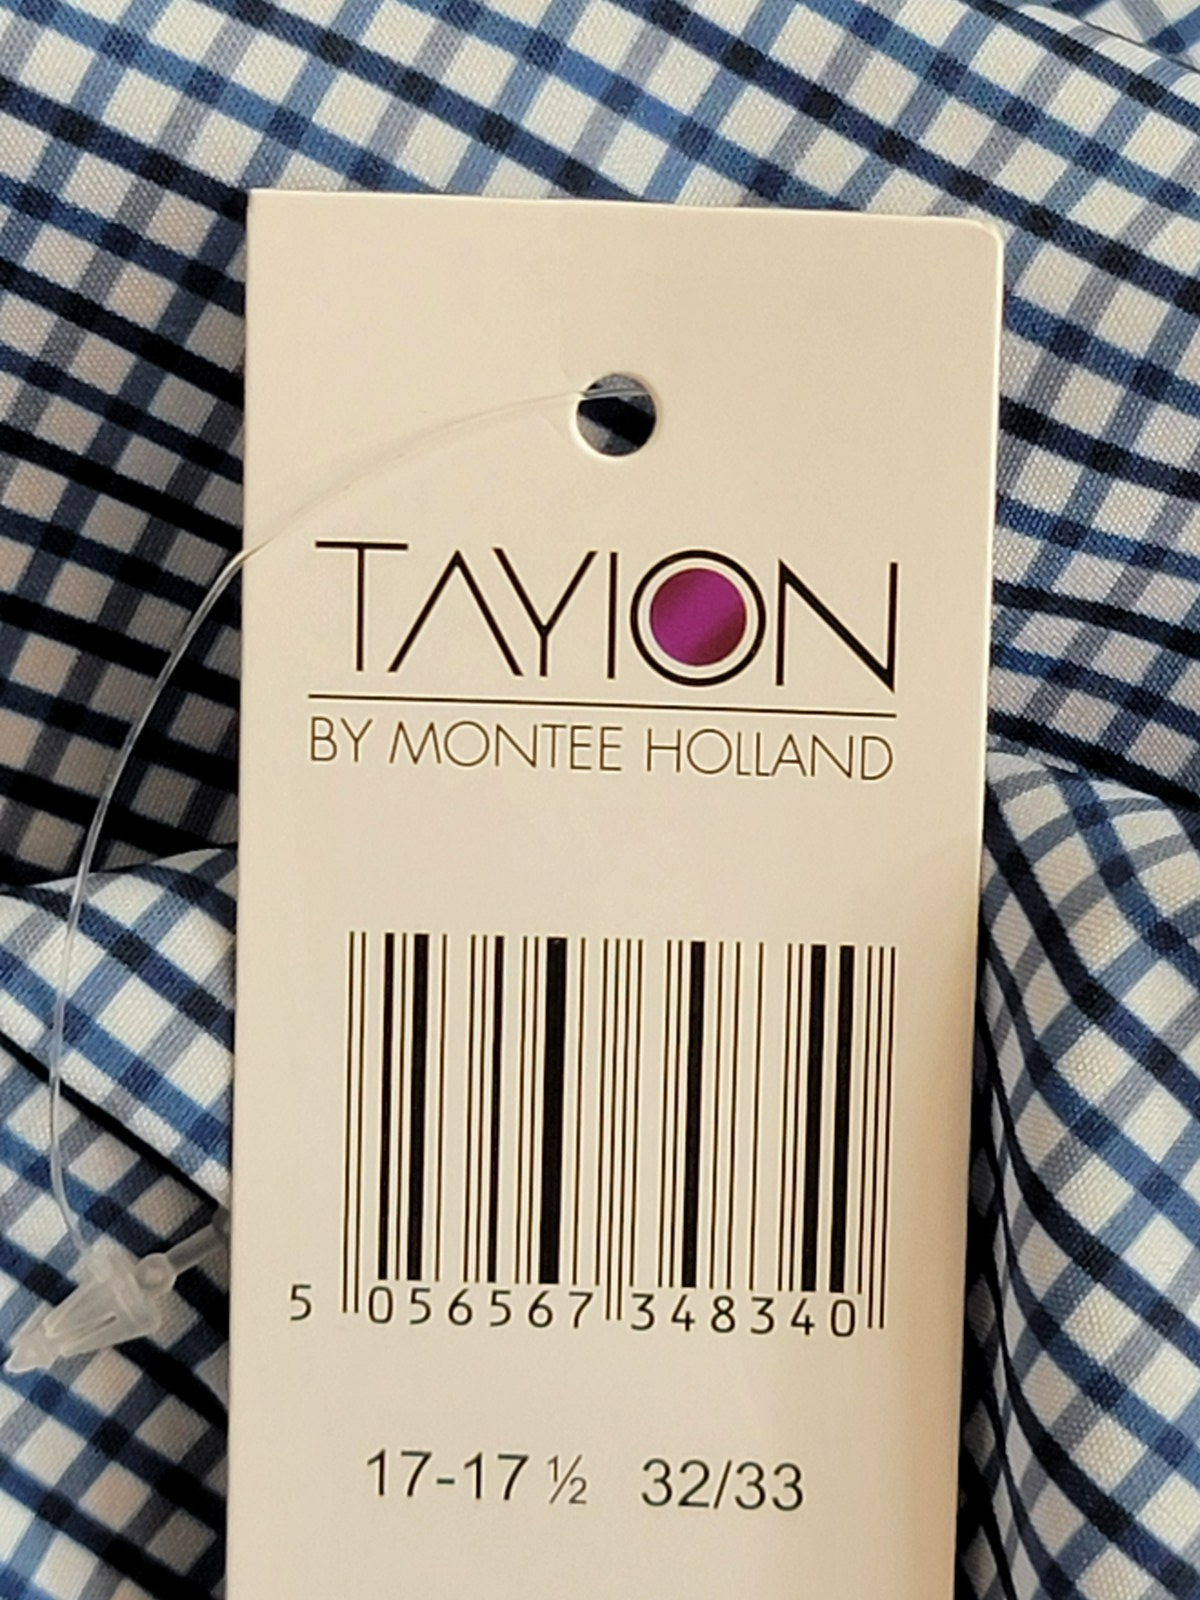 TAYION
BY MONTEE HOLLAND
5 056567 348340
17-17 ½ 32/33